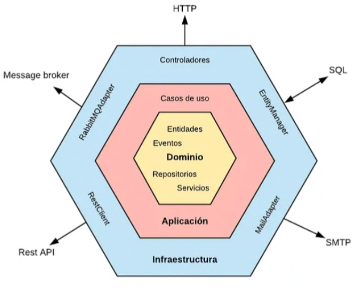 HTTP
Message broker
SQL
Controladores
RabbitMQAdapter
EntityManager
Casos de uso
Entidades
Eventos
Dominio
Repositorios
Servicios
RestClient
MailAdapter
Aplicación
Rest API
SMTP
Infraestructura